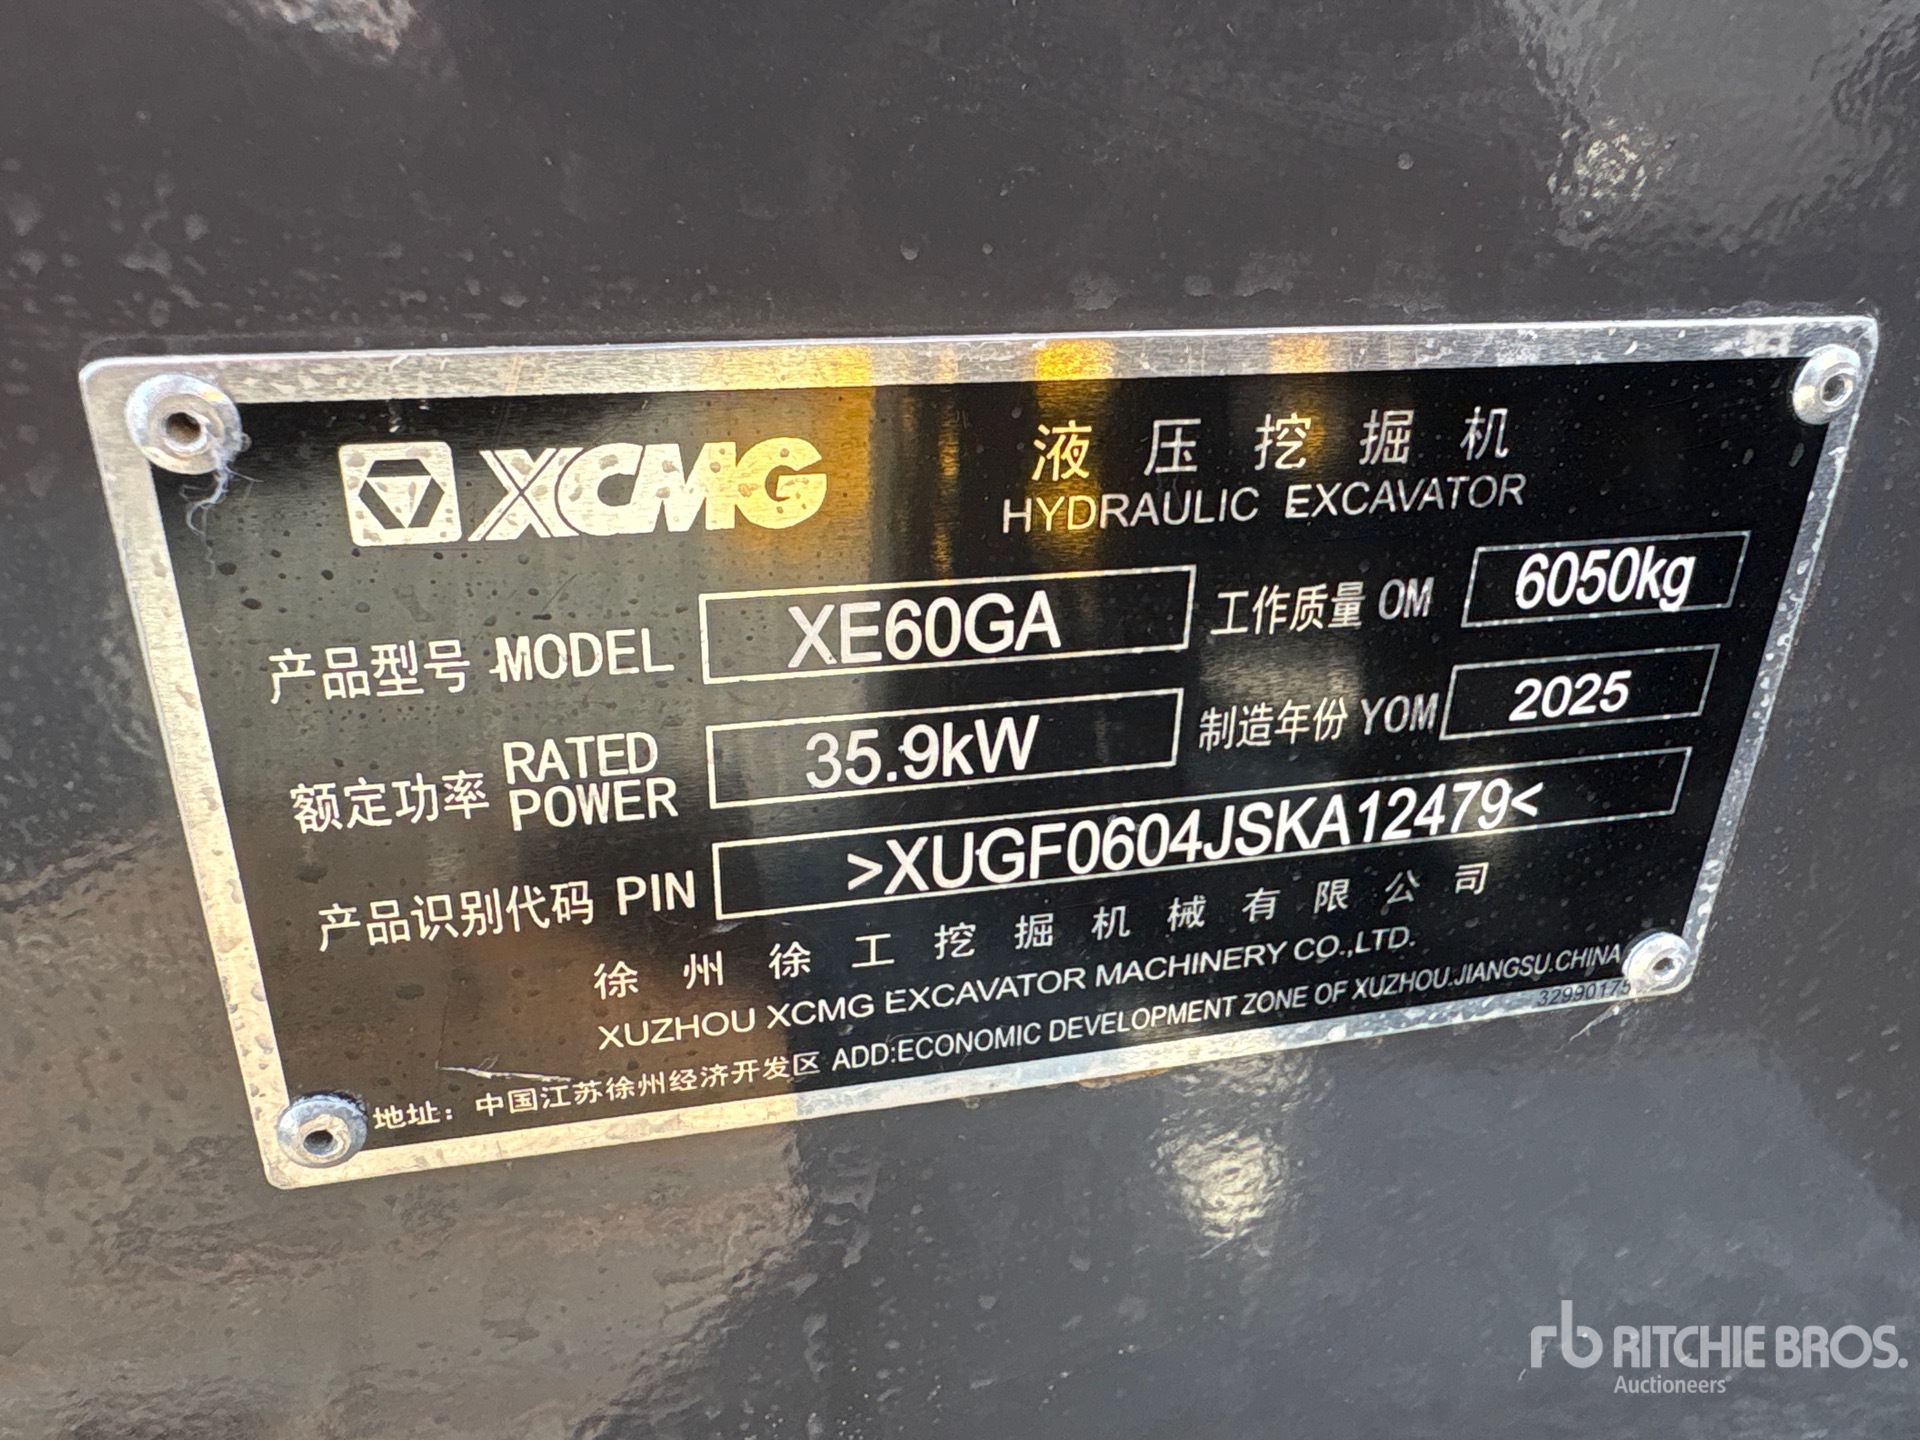 XCMG
液压挖掘机
HYDRAULIC EXCAVATOR
产品型号 MODEL XE60GA 工作质量 OM 6050kg
额定功率 RATED POWER 35.9kW 制造年份 YOM 2025
产品识别代码 PIN >XUGF0604JSKA12479<
徐州徐工挖掘机械有限公司
XUZHOU XCMG EXCAVATOR MACHINERY CO.,LTD.
地址：中国江苏徐州经济开发区 ADD:ECONOMIC DEVELOPMENT ZONE OF XUZHOU.JIANGSU.CHINA
rb RITCHIE BROS.
Auctioneers